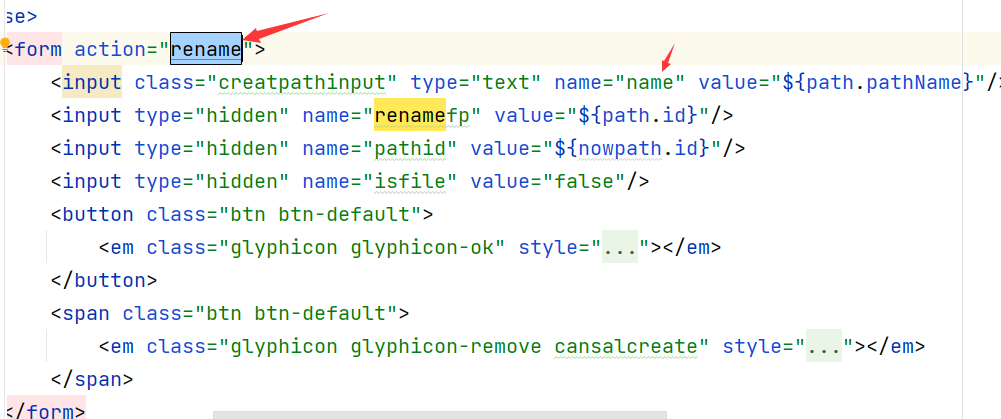 se>
<form action="rename">
<input class="creatpathinput" type="text" name="name" value="${path.pathName}"/
<input type="hidden" name="renamefp" value="${path.id}"/>
<input type="hidden" name="pathid" value="${nowpath.id}"/>
<input type="hidden" name="isfile" value="false"/>
<button class="btn btn-default">
<em class="glyphicon glyphicon-ok" style="..."></em>
</button>
<span class="btn btn-default">
<em class="glyphicon glyphicon-remove cansalcreate" style="..."></em>
</span>
</form>